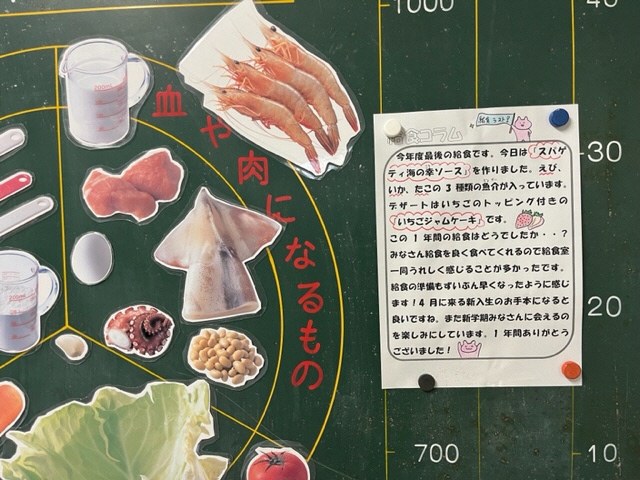 血や肉になるもの
1000
40
30
20
700
10
給食コラム
今年度最後の給食です。今日は「スパゲ
ティ海の幸ソース」を作りました。えび、
いか、たこの3種類の魚介が入っています。
デザートはいちごのトッピング付きの
「いちごジャムケーキ」です。
この1年間の給食はどうでしたか・・?
みなさん給食を良く食べてくれるので給食室
一同うれしく感じることが多かったです。
給食の準備もずいぶん早くなったように感じ
ます!4月に来る新入生のお手本になると
良いですね。また新学期みなさんに会えるの
を楽しみにしています。1年間ありがとう
ございました!